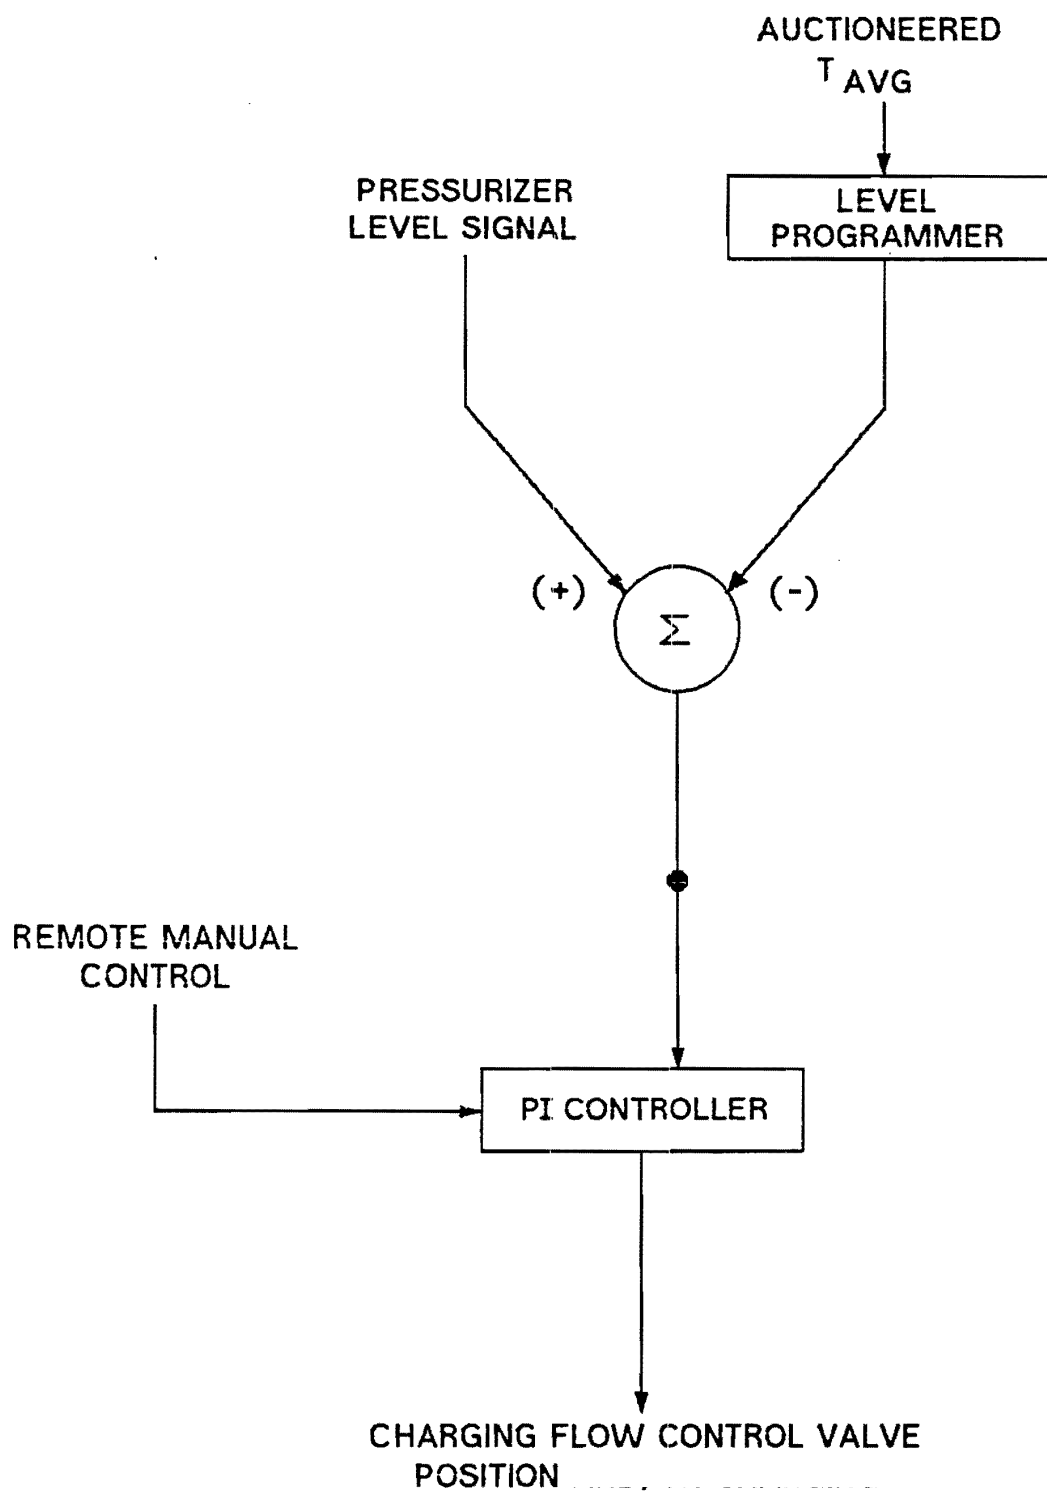 AUCTIONEERED
T AVG
PRESSURIZER
LEVEL SIGNAL
LEVEL
PROGRAMMER
(+)
(-)
Σ
REMOTE MANUAL
CONTROL
PI CONTROLLER
CHARGING FLOW CONTROL VALVE
POSITION